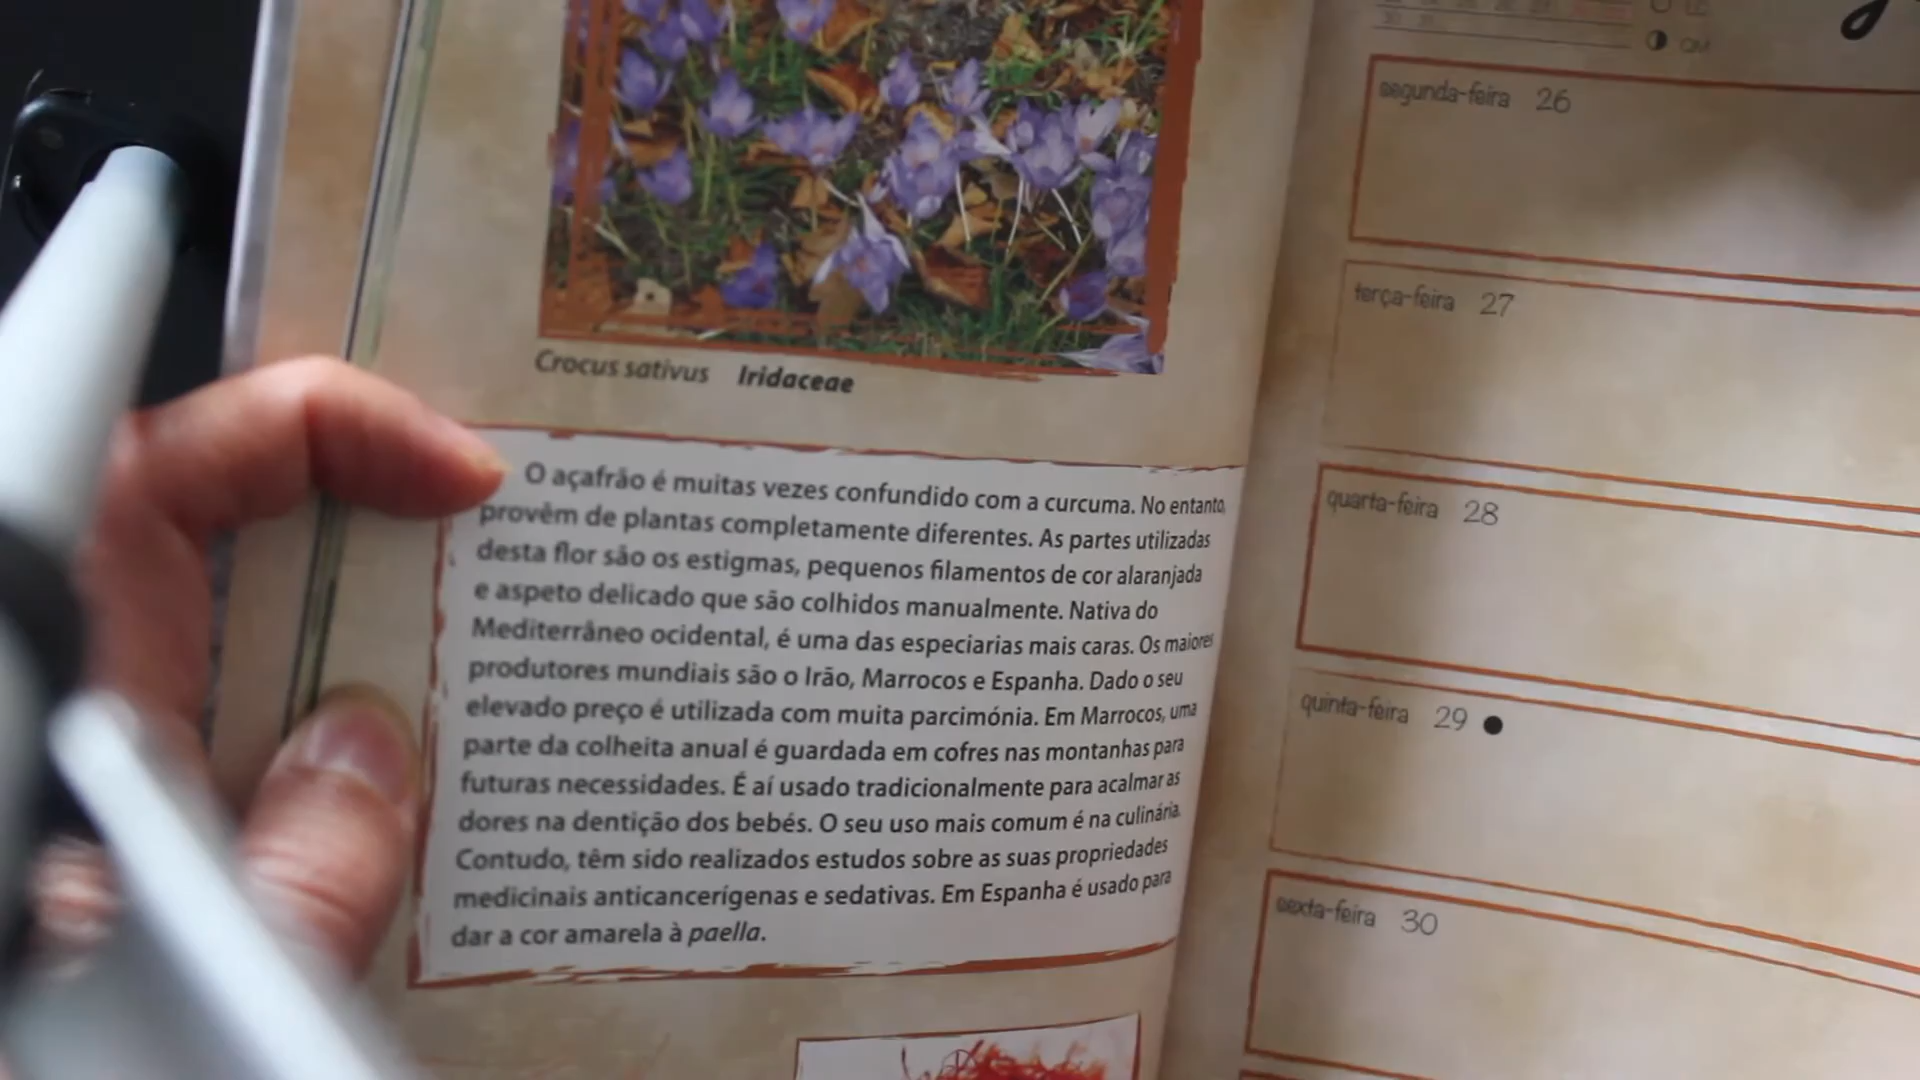 Crocus sativus Iridaceae
O açafrão é muitas vezes confundido com a curcuma. No entanto,
provêm de plantas completamente diferentes. As partes utilizadas
desta flor são os estigmas, pequenos filamentos de cor alaranjada
e aspeto delicado que são colhidos manualmente. Nativa do
Mediterrâneo ocidental, é uma das especiarias mais caras. Os maiores
produtores mundiais são o Irão, Marrocos e Espanha. Dado o seu
elevado preço é utilizada com muita parcimónia. Em Marrocos, uma
parte da colheita anual é guardada em cofres nas montanhas para
futuras necessidades. É aí usado tradicionalmente para acalmar as
dores na dentição dos bebés. O seu uso mais comum é na culinária.
Contudo, têm sido realizados estudos sobre as suas propriedades
medicinais anticancerígenas e sedativas. Em Espanha é usado para
dar a cor amarela à paella.
QM
segunda-feira 26
terça-feira 27
quarta-feira 28
quinta-feira 29
sexta-feira 30